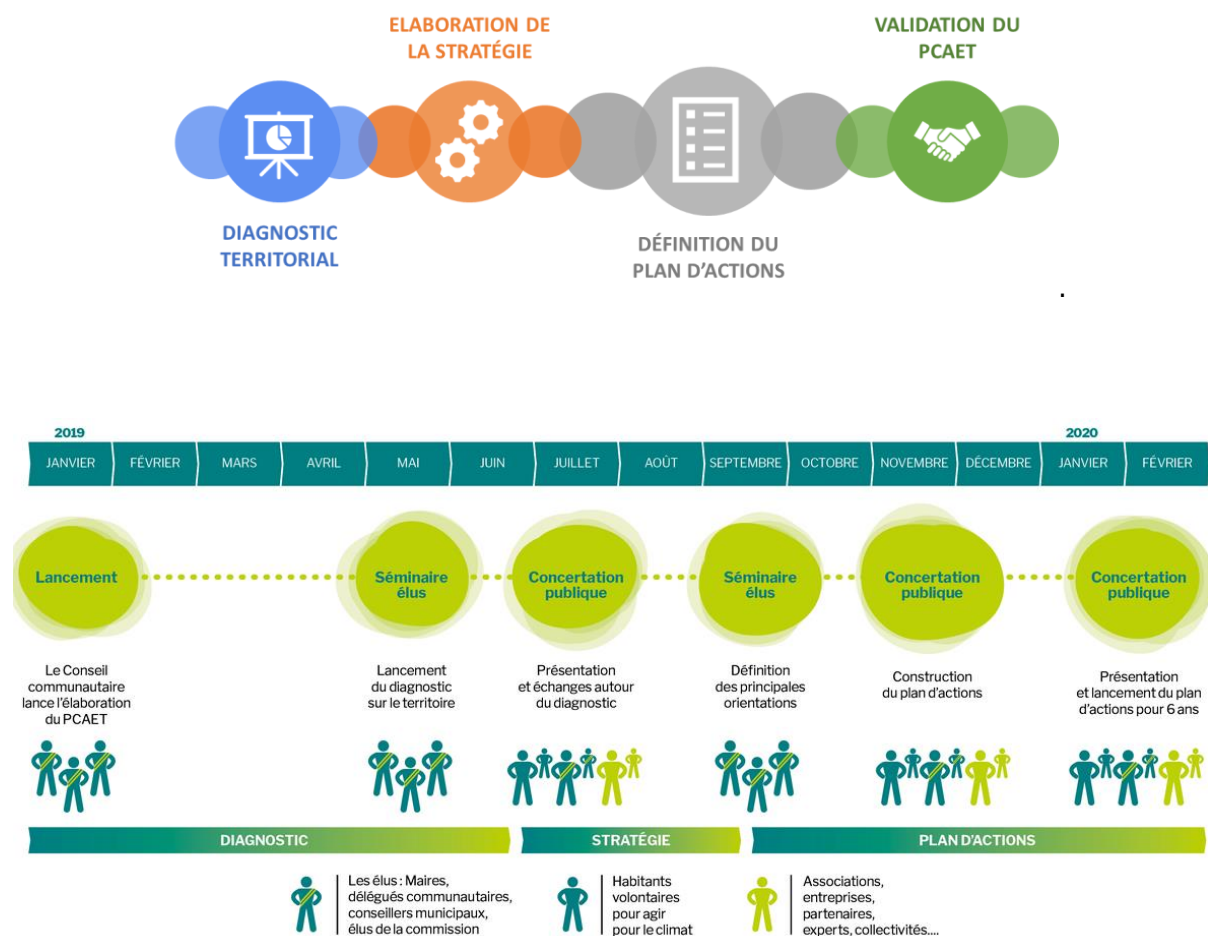 ELABORATION DE
LA STRATÉGIE
VALIDATION DU
PCAET
DIAGNOSTIC
TERRITORIAL
DÉFINITION DU
PLAN D'ACTIONS
.
2019
2020
JANVIER FÉVRIER MARS AVRIL MAI JUIN JUILLET AOÛT SEPTEMBRE OCTOBRE NOVEMBRE DÉCEMBRE JANVIER FÉVRIER
Lancement
Séminaire
élus
Concertation
publique
Séminaire
élus
Concertation
publique
Concertation
publique
Le Conseil
communautaire
lance l'élaboration
du PCAET
Lancement
du diagnostic
sur le territoire
Présentation
et échanges autour
du diagnostic
Définition
des principales
orientations
Construction
du plan d'actions
Présentation
et lancement du plan
d'actions pour 6 ans
DIAGNOSTIC
STRATÉGIE
PLAN D'ACTIONS
Les élus : Maires,
délégués communautaires,
conseillers municipaux,
élus de la commission
Habitants
volontaires
pour agir
pour le climat
Associations,
entreprises,
partenaires,
experts, collectivités....